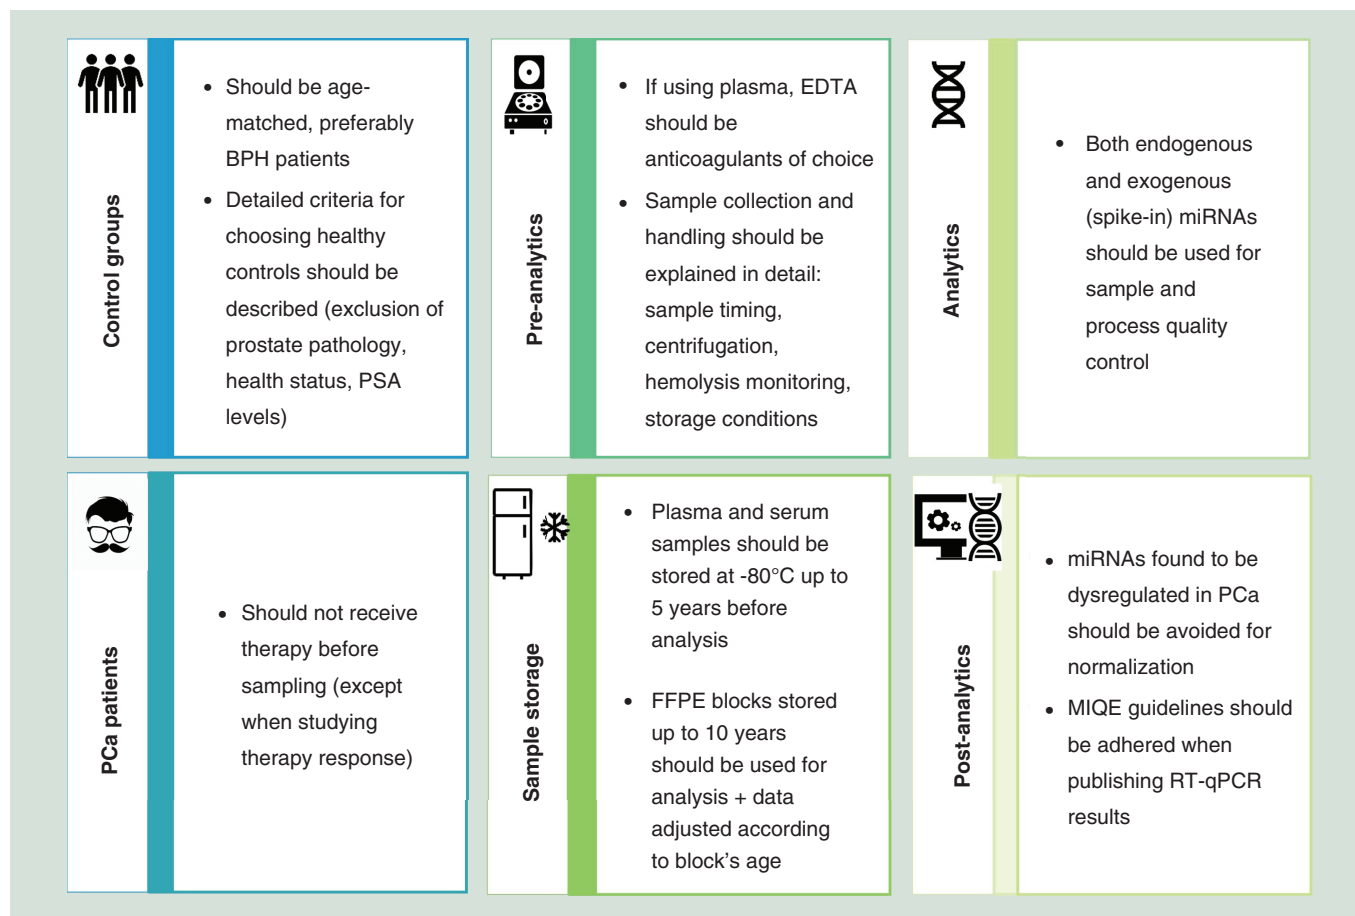 Control groups
• Should be age-
matched, preferably
BPH patients
• Detailed criteria for
choosing healthy
controls should be
described (exclusion of
prostate pathology,
health status, PSA
levels)
Pre-analytics
• If using plasma, EDTA
should be
anticoagulants of choice
• Sample collection and
handling should be
explained in detail:
sample timing,
centrifugation,
hemolysis monitoring,
storage conditions
Analytics
• Both endogenous
and exogenous
(spike-in) miRNAs
should be used for
sample and
process quality
control
PCa patients
• Should not receive
therapy before
sampling (except
when studying
therapy response)
Sample storage
• Plasma and serum
samples should be
stored at -80°C up to
5 years before
analysis
• FFPE blocks stored
up to 10 years
should be used for
analysis + data
adjusted according
to block's age
Post-analytics
• miRNAs found to be
dysregulated in PCa
should be avoided for
normalization
• MIQE guidelines should
be adhered when
publishing RT-qPCR
results